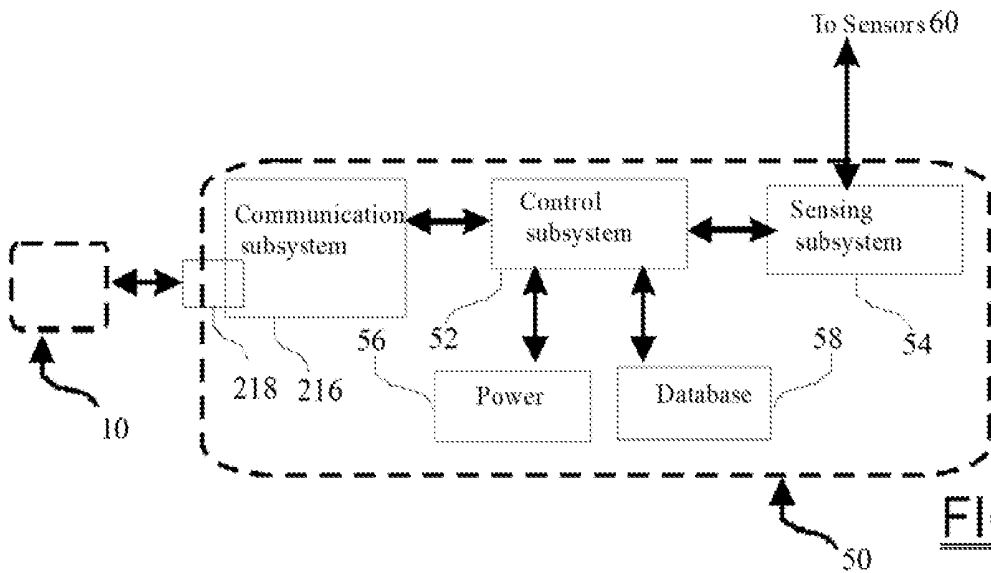 To Sensors 60
Communication
subsystem
Control
subsystem
Sensing
subsystem
218
216
56
52
58
54
Power
Database
10
50
FI